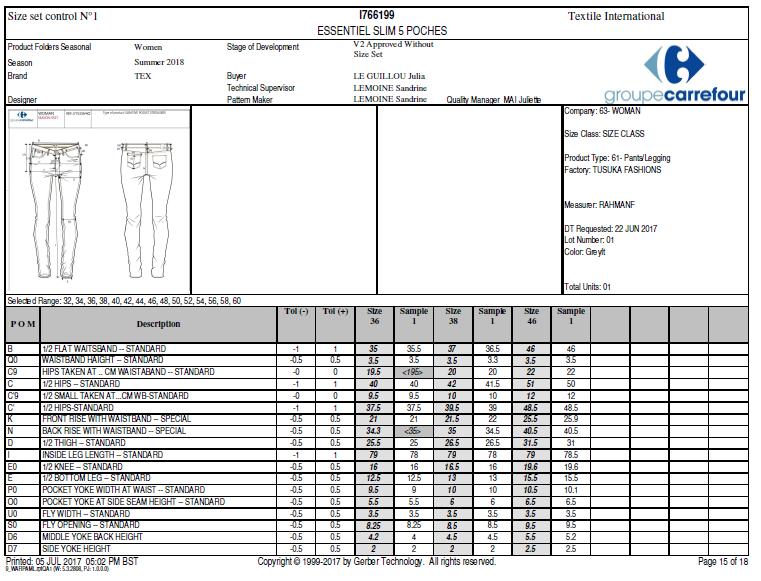 Size set control N°1 I766199 Textile International
ESSENTIEL SLIM 5 POCHES
Product Folders Seasonal Women Stage of Development V2 Approved Without Size Set
Season Summer 2018
Brand TEX Buyer LE GUILLOU Julia
Technical Supervisor LEMOINE Sandrine
Designer Pattern Maker LEMOINE Sandrine Quality Manager MAI Juliette
groupecarrefour
Company: 63- WOMAN
Size Class: SIZE CLASS
Product Type: 61- Pants/Legging
Factory: TUSUKA FASHIONS
Measurer: RAHMANF
DT Requested: 22 JUN 2017
Lot Number: 01
Color: Greylt
Total Units: 01
Selected Range: 32, 34, 36, 38, 40, 42, 44, 46, 48, 50, 52, 54, 56, 58, 60
P O M Description Tol (-) Tol (+) Size 36 Sample 1 Size 38 Sample 1 Size 46 Sample 1
B 1/2 FLAT WAITSBAND -- STANDARD -1 1 35 35.5 37 36.5 46 46
Q0 WAISTBAND HAIGHT -- STANDARD -0.5 0.5 3.5 3.5 3.5 3.3 3.5 3.5
C9 HIPS TAKEN AT .. CM WAISTABAND -- STANDARD -0 0 19.5 <195> 20 20 22 22
C 1/2 HIPS -- STANDARD -1 1 40 40 42 41.5 51 50
C'9 1/2 SMALL TAKEN AT...CM WB-STANDARD -0 0 9.5 9.5 10 10 12 12
C' 1/2 HIPS-STANDARD -1 1 37.5 37.5 39.5 39 48.5 48.5
K FRONT RISE WITH WAISTBAND -- SPECIAL -0.5 0.5 21 21 21.5 22 25.5 25.9
N BACK RISE WITH WAISTBAND -- SPECIAL -0.5 0.5 34.3 <35> 35 34.5 40.5 40.5
D 1/2 THIGH -- STANDARD -0.5 0.5 25.5 25 26.5 26.5 31.5 31
I INSIDE LEG LENGTH -- STANDARD -1 1 79 78 79 78 79 78.5
E0 1/2 KNEE -- STANDARD -0.5 0.5 16 16 16.5 16 19.6 19.6
E 1/2 BOTTOM LEG -- STANDARD -0.5 0.5 12.5 12.5 13 13 15.5 15.5
P0 POCKET YOKE WIDTH AT WAIST -- STANDARD -0.5 0.5 9.5 9 10 10 10.5 10.1
O0 POCKET YOKE AT SIDE SEAM HEIGHT -- STANDARD -0.5 0.5 5.5 5.5 6 6 6.5 6.5
U0 FLY WIDTH -- STANDARD -0.5 0.5 3.5 3.5 3.5 3.5 3.5 3.5
S0 FLY OPENING -- STANDARD -0.5 0.5 8.25 8.25 8.5 8.5 9.5 9.5
D6 MIDDLE YOKE BACK HEIGHT -0.5 0.5 4.2 4 4.5 4.5 5.5 5.2
D7 SIDE YOKE HEIGHT -0.5 0.5 2 2 2 2 2.5 2.5
Printed: 05 JUL 2017 05:02 PM BST Copyright © 1999-2017 by Gerber Technology. All rights reserved. Page 15 of 18